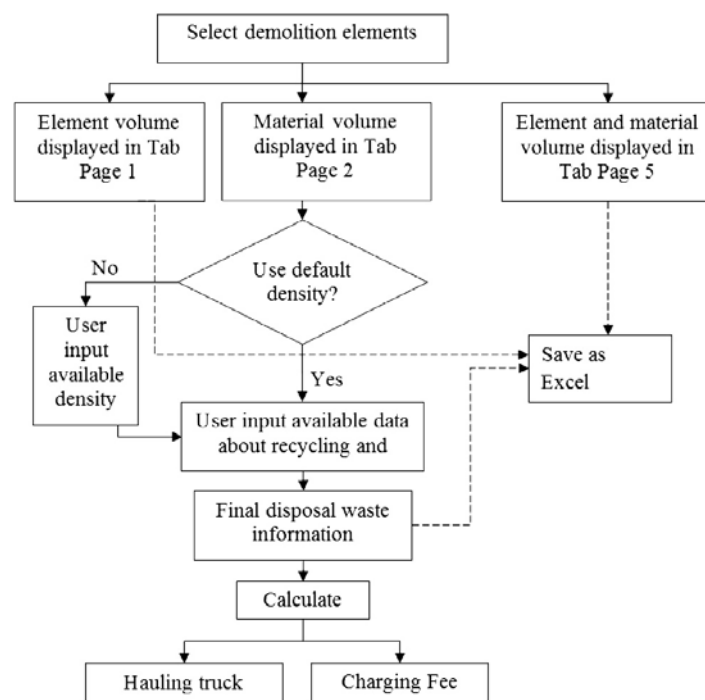 Select demolition elements
Element volume
displayed in Tab
Page 1
Material volume
displayed in Tab
Page 2
Element and material
volume displayed in
Tab Page 5
No
Use default
density?
User
input
available
density
Yes
Save as
Excel
User input available data
about recycling and
Final disposal waste
information
Calculate
Hauling truck
Charging Fee